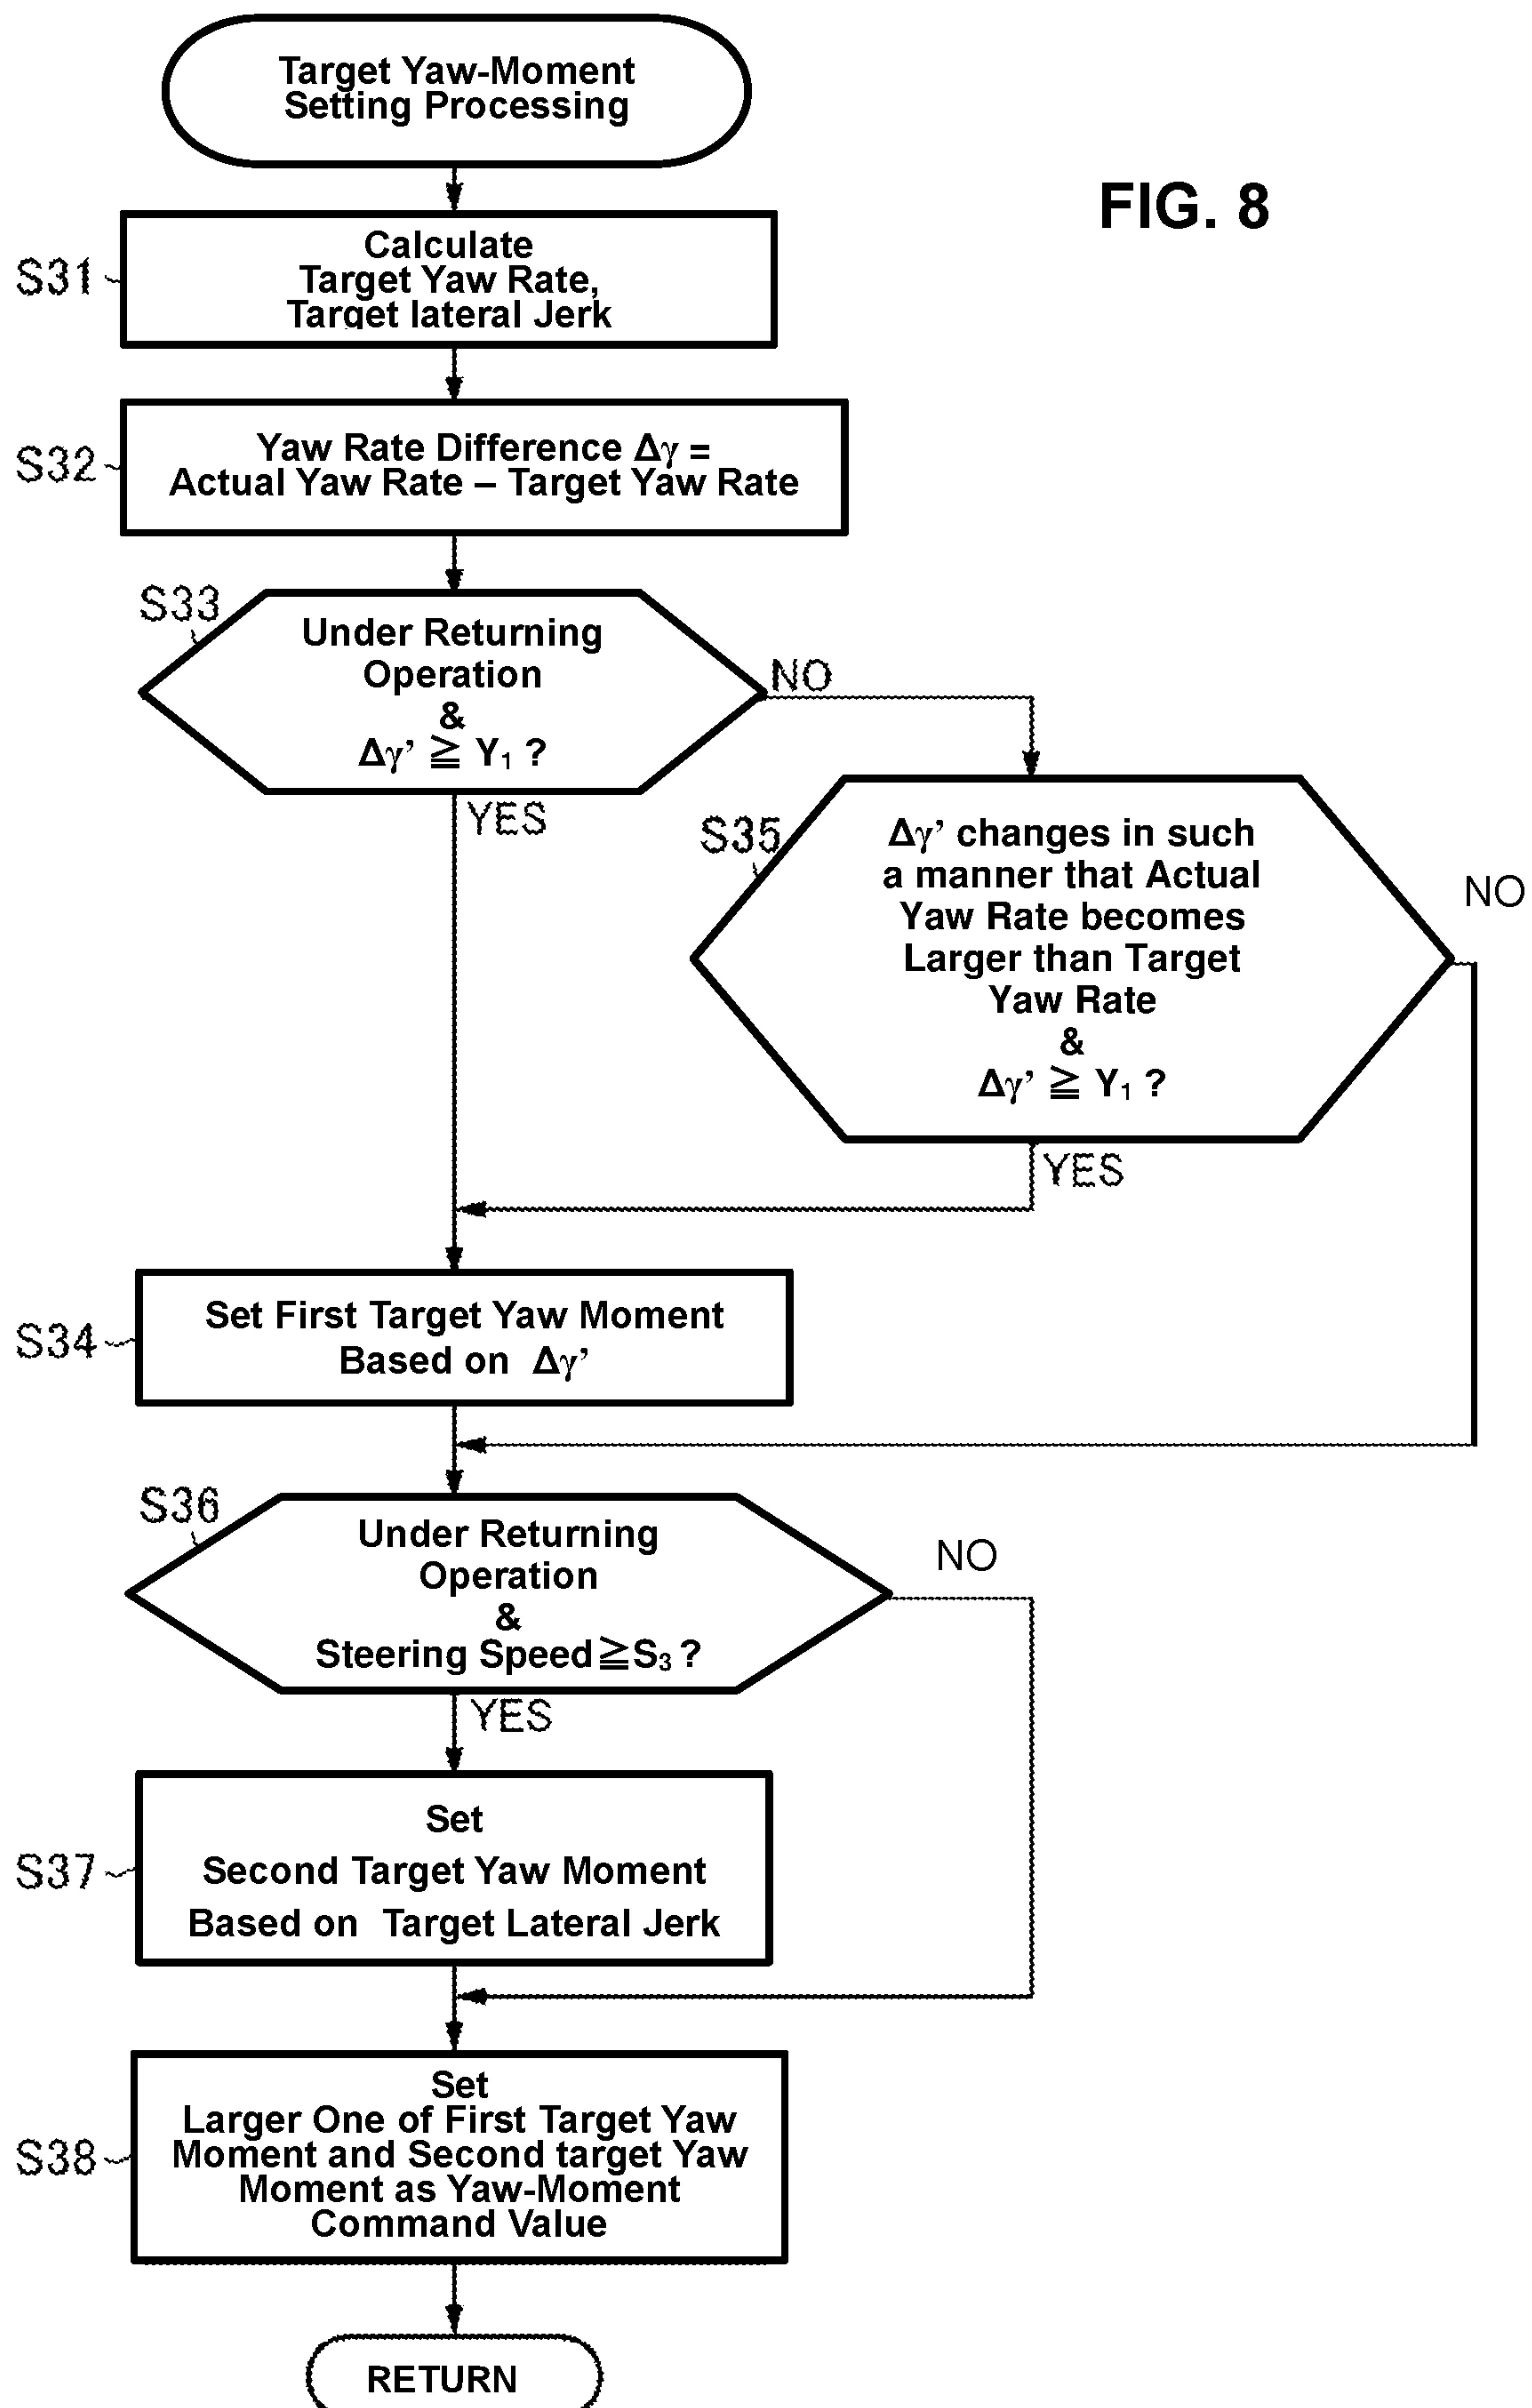 Target Yaw-Moment
Setting Processing
FIG. 8
S31
Calculate
Target Yaw Rate,
Target lateral Jerk
S32
Yaw Rate Difference Δγ =
Actual Yaw Rate – Target Yaw Rate
S33
Under Returning
Operation
&
Δγ’ ≧ Y₁ ?
NO
YES
S35
Δγ’ changes in such
a manner that Actual
Yaw Rate becomes
Larger than Target
Yaw Rate
&
Δγ’ ≧ Y₁ ?
NO
YES
S34
Set First Target Yaw Moment
Based on Δγ’
S36
Under Returning
Operation
&
Steering Speed≧S₃ ?
NO
YES
S37
Set
Second Target Yaw Moment
Based on Target Lateral Jerk
S38
Set
Larger One of First Target Yaw
Moment and Second target Yaw
Moment as Yaw-Moment
Command Value
RETURN